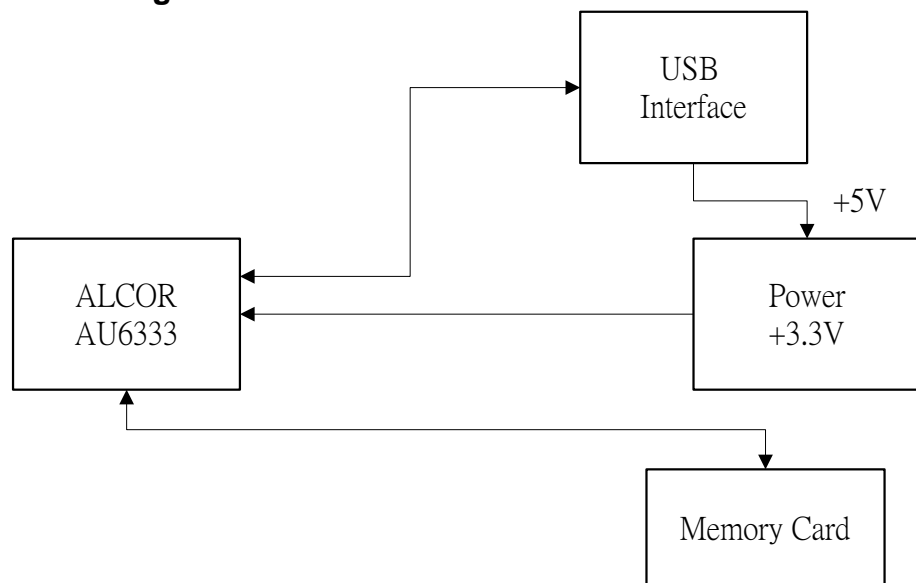 USB
Interface
+5V
ALCOR
AU6333
Power
+3.3V
Memory Card